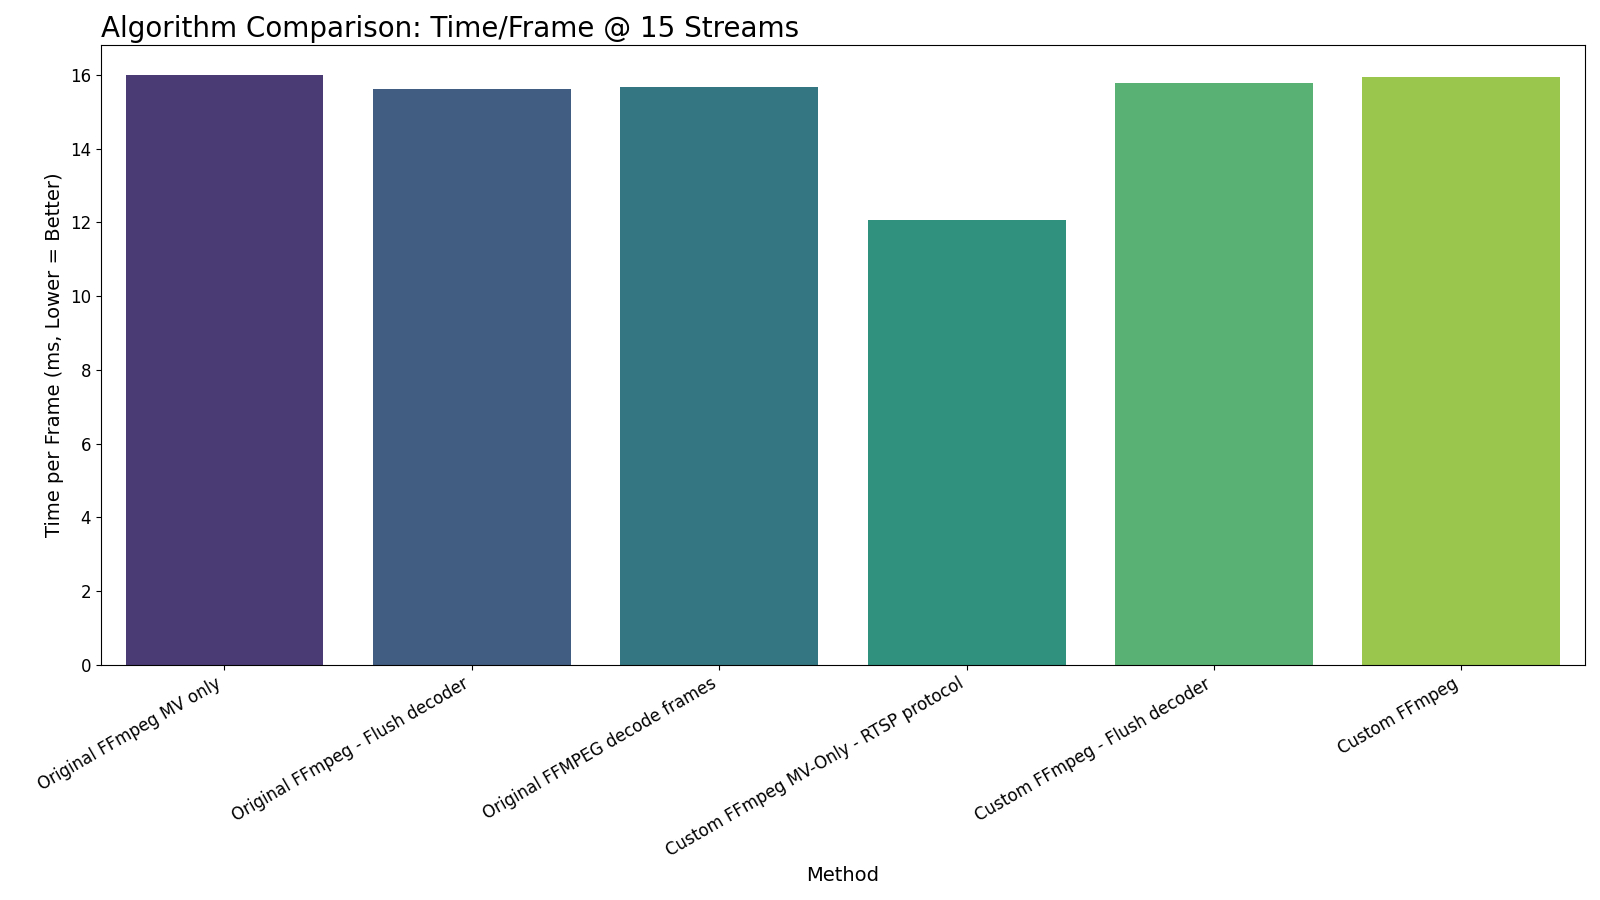 Algorithm Comparison: Time/Frame @ 15 Streams
Time per Frame (ms, Lower = Better)
16
14
12
10
8
6
4
2
0
Original FFmpeg MV only
Original FFmpeg - Flush decoder
Original FFMPEG decode frames
Custom FFmpeg MV-Only - RTSP protocol
Custom FFmpeg - Flush decoder
Custom FFmpeg
Method